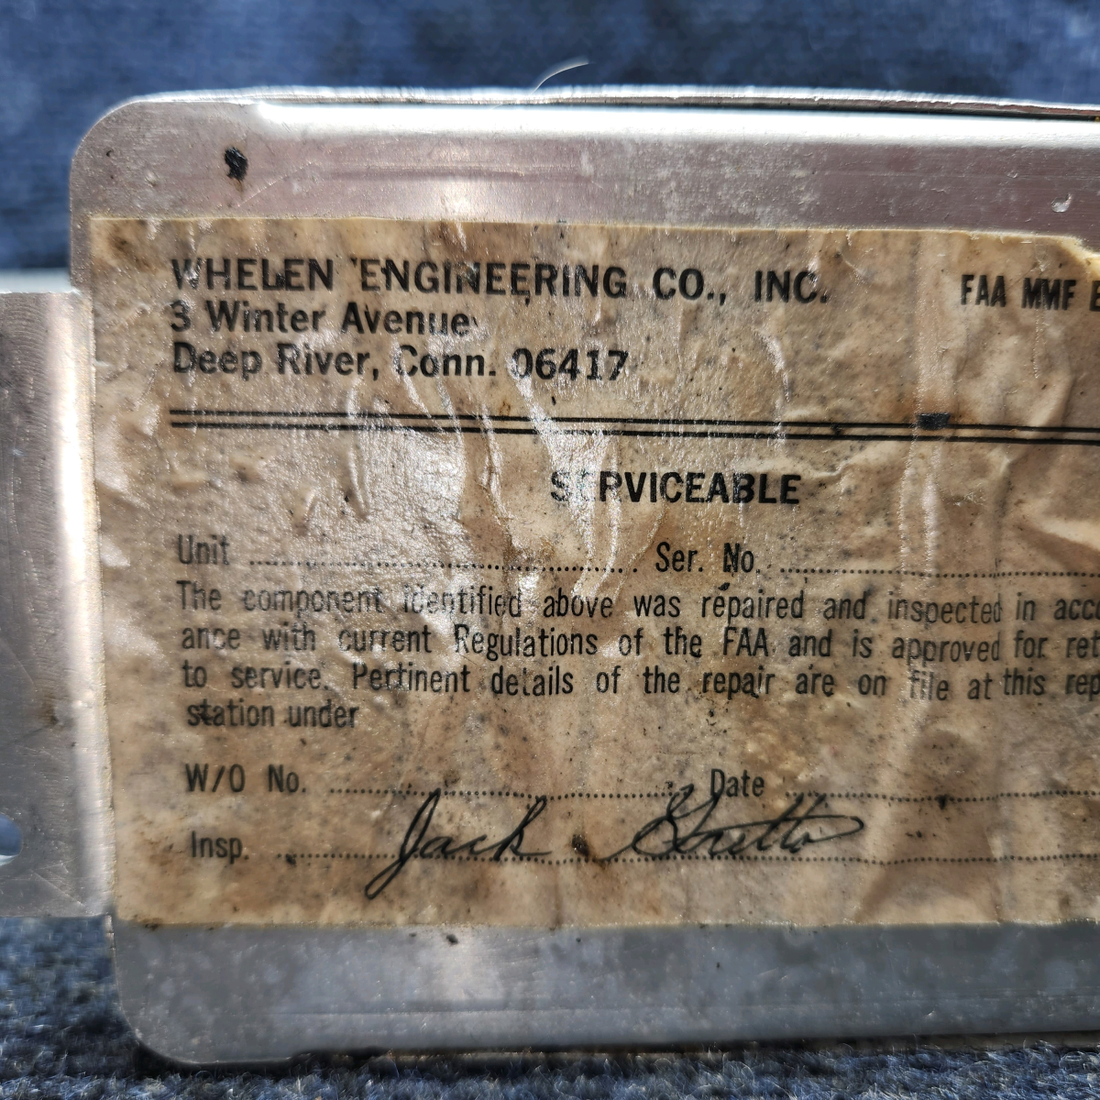 WHELEN ENGINEERING CO., INC. FAA MMF
3 Winter Avenue
Deep River, Conn. 06417
SERVICEABLE
Unit Ser. No.
The component identified above was repaired and inspected in acco
ance with current Regulations of the FAA and is approved for ret
to service. Pertinent details of the repair are on file at this rep
station under
W/O No. Date
Insp. Jack